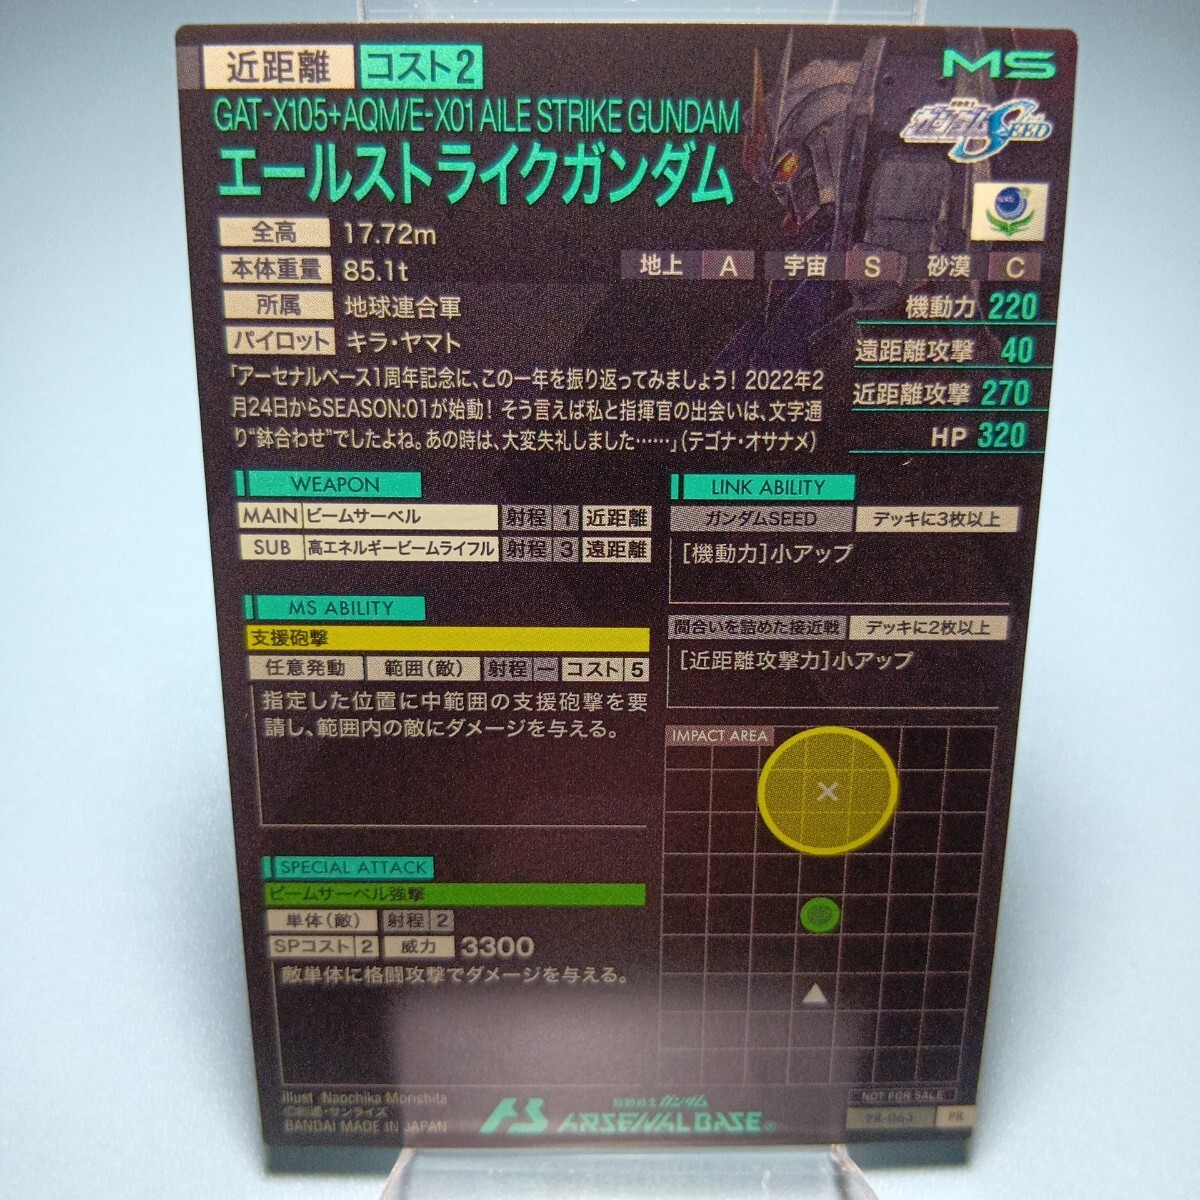 近距離 コスト2 MS
GAT-X105+AQM/E-X01 AILE STRIKE GUNDAM
エールストライクガンダム
SEED
全高 17.72m
本体重量 85.1t
所属 地球連合軍
パイロット キラ・ヤマト
地上 A 宇宙 S 砂漠 C
機動力 220
遠距離攻撃 40
近距離攻撃 270
HP 320
「アーセナルベース1周年記念に、この一年を振り返ってみましょう! 2022年2
月24日からSEASON:01が始動! そう言えば私と指揮官の出会いは、文字通
り“鉢合わせ”でしたよね。あの時は、大変失礼しました……」(テゴナ・オサナメ)
WEAPON
MAIN ビームサーベル 射程 1 近距離
SUB 高エネルギービームライフル 射程 3 遠距離
LINK ABILITY
ガンダムSEED デッキに3枚以上
[機動力]小アップ
間合いを詰めた接近戦 デッキに2枚以上
[近距離攻撃力]小アップ
MS ABILITY
支援砲撃
任意発動 範囲(敵) 射程 ー コスト 5
指定した位置に中範囲の支援砲撃を要
請し、範囲内の敵にダメージを与える。
IMPACT AREA
SPECIAL ATTACK
ビームサーベル強撃
単体(敵) 射程 2
SPコスト 2 威力 3300
敵単体に格闘攻撃でダメージを与える。
illust Naochika Morishita
©創通・サンライズ
BANDAI MADE IN JAPAN
機動戦士ガンダム
ARSENAL BASE
NOT FOR SALE
PR-063 PR